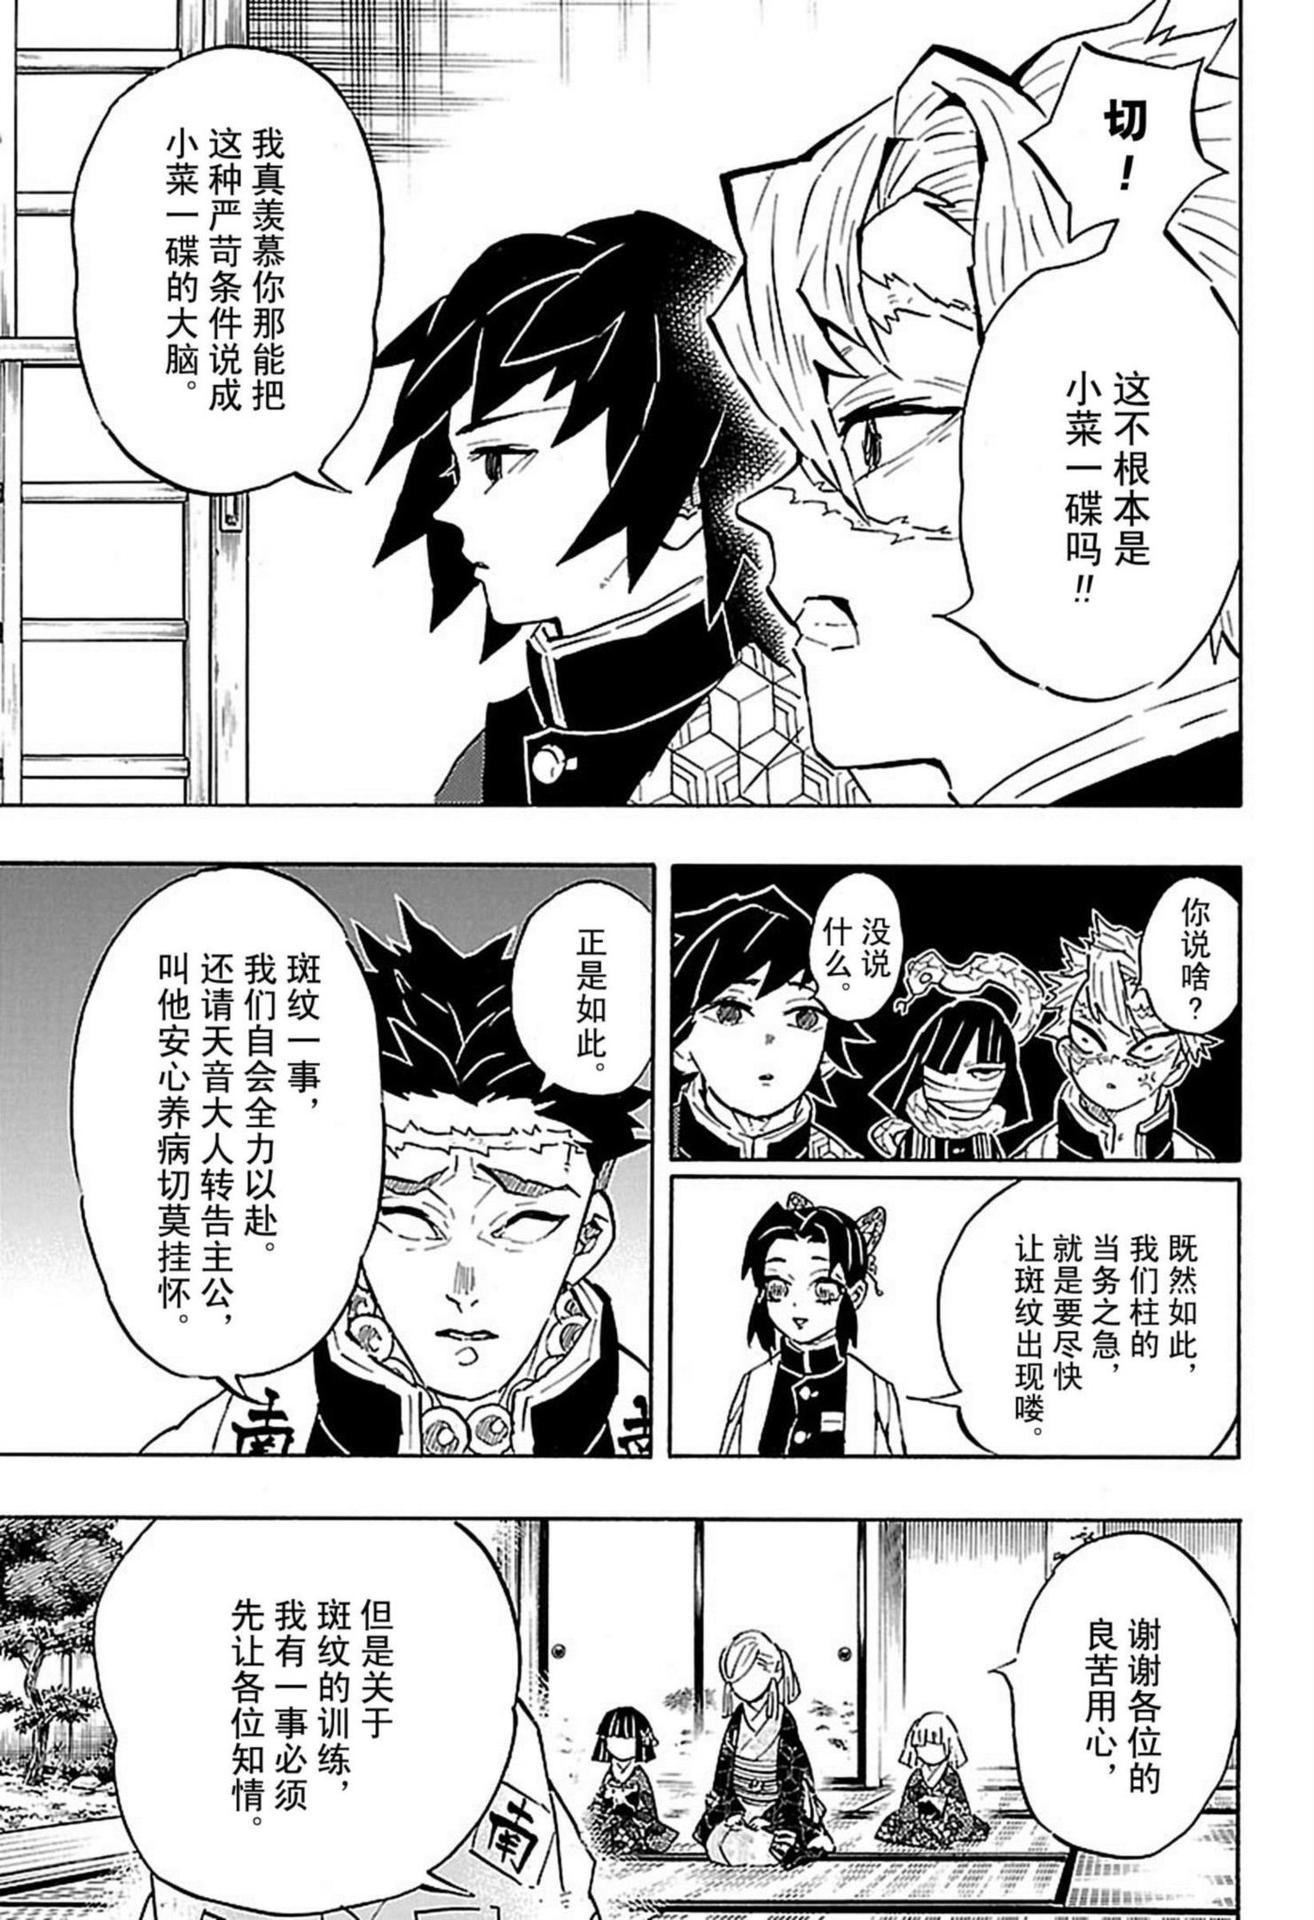 切！
这不根本是
小菜一碟吗!!
我真羡慕你那能把
这种严苛条件说成
小菜一碟的大脑。
你说啥？
没说
什么。
既然如此，
我们柱的
当务之急，
就是要尽快
让斑纹出现喽。
正是如此。
斑纹一事，
我们自会全力以赴。
还请天音大人转告主公，
叫他安心养病切莫挂怀。
南
谢谢各位的
良苦用心，
但是关于
斑纹的训练，
我有一事必须
先让各位知情。
南